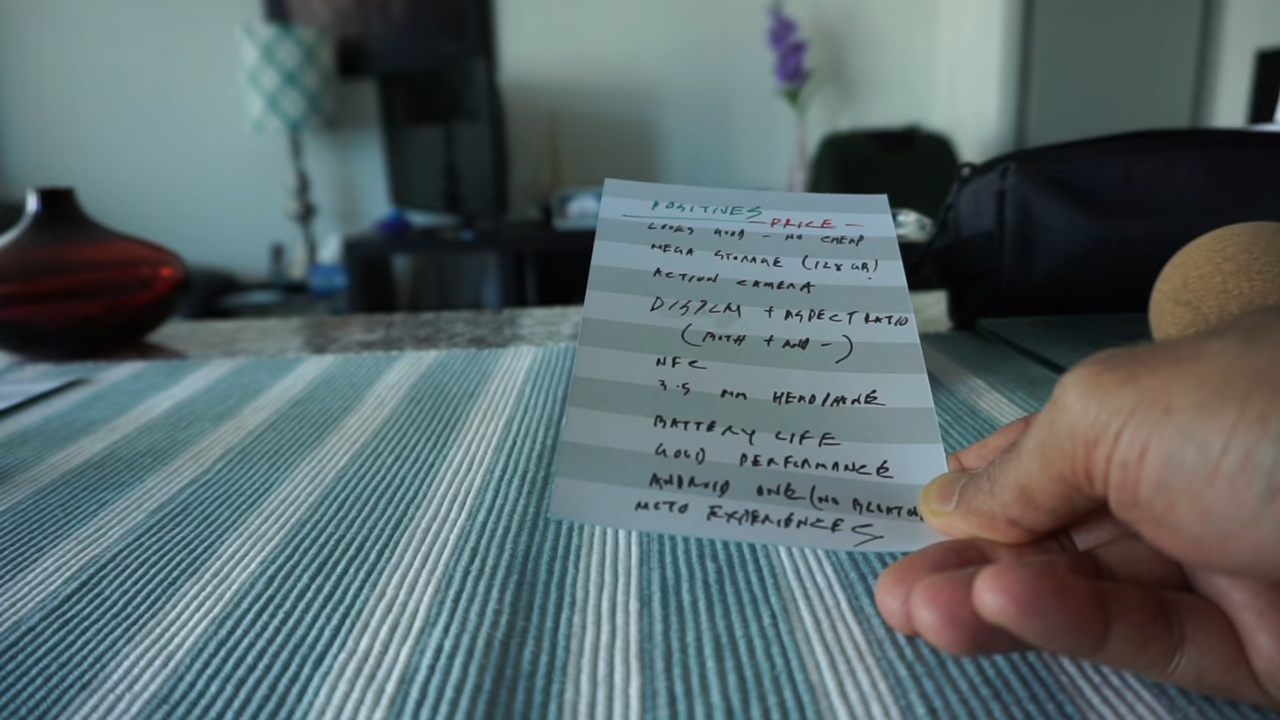 POSITIVES
PRICE -
LOOKS GOOD - NO CHEAP
MEGA STORAGE (128 GB)
ACTION CAMERA
DISPLAY + ASPECT RATIO
(BOTH + AND -)
NFC
3.5 MM HEADPHONE
BATTERY LIFE
GOOD PERFORMANCE
ANDROID ONE (NO
MOTO EXPERIENCES